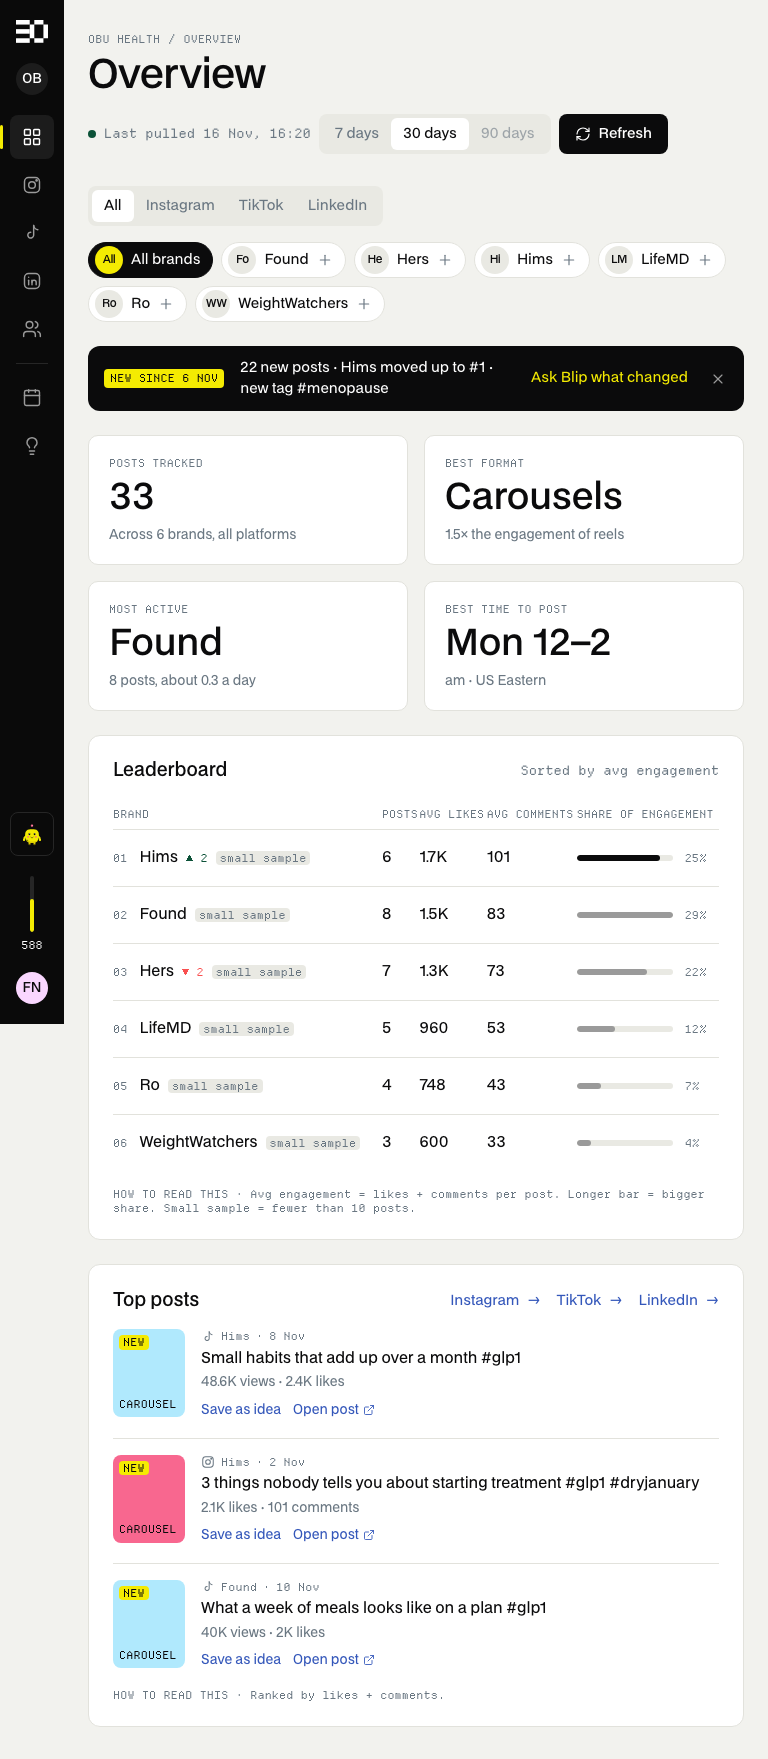 OB
OBU HEALTH / OVERVIEW
Overview
Last pulled 16 Nov, 16:20
7 days 30 days 90 days
Refresh
All Instagram TikTok LinkedIn
All All brands Fo Found He Hers Hi Hims LM LifeMD
Ro Ro WW WeightWatchers
NEW SINCE 6 NOV
22 new posts · Hims moved up to #1 ·
new tag #menopause
Ask Blip what changed
POSTS TRACKED
33
Across 6 brands, all platforms
BEST FORMAT
Carousels
1.5× the engagement of reels
MOST ACTIVE
Found
8 posts, about 0.3 a day
BEST TIME TO POST
Mon 12–2
am · US Eastern
Leaderboard
Sorted by avg engagement
BRAND POSTS AVG LIKES AVG COMMENTS SHARE OF ENGAGEMENT
01 Hims ▲ 2 small sample 6 1.7K 101 25%
02 Found small sample 8 1.5K 83 29%
03 Hers ▼ 2 small sample 7 1.3K 73 22%
04 LifeMD small sample 5 960 53 12%
05 Ro small sample 4 748 43 7%
06 WeightWatchers small sample 3 600 33 4%
HOW TO READ THIS · Avg engagement = likes + comments per post. Longer bar = bigger
share. Small sample = fewer than 10 posts.
588
FN
Top posts
Instagram → TikTok → LinkedIn →
NEW
CAROUSEL
Hims · 8 Nov
Small habits that add up over a month #glp1
48.6K views · 2.4K likes
Save as idea Open post
NEW
CAROUSEL
Hims · 2 Nov
3 things nobody tells you about starting treatment #glp1 #dryjanuary
2.1K likes · 101 comments
Save as idea Open post
NEW
CAROUSEL
Found · 10 Nov
What a week of meals looks like on a plan #glp1
40K views · 2K likes
Save as idea Open post
HOW TO READ THIS · Ranked by likes + comments.